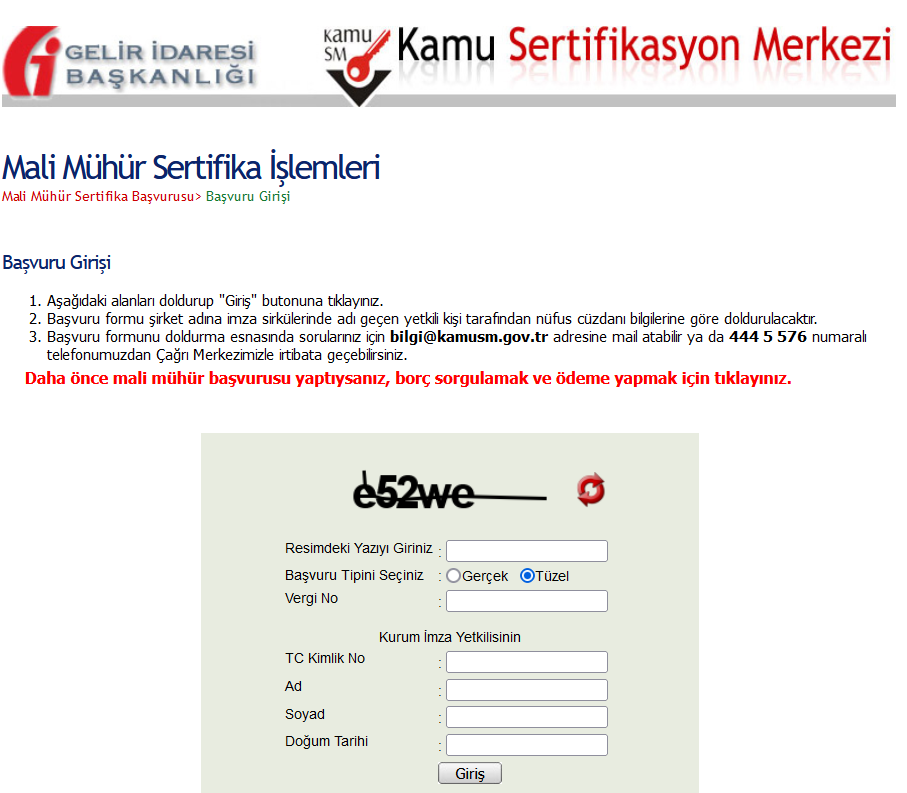 GELİR İDARESİ
BAŞKANLIĞI
KAMU
SM
Kamu Sertifikasyon Merkezi
Mali Mühür Sertifika İşlemleri
Mali Mühür Sertifika Başvurusu> Başvuru Girişi
Başvuru Girişi
1. Aşağıdaki alanları doldurup "Giriş" butonuna tıklayınız.
2. Başvuru formu şirket adına imza sirkülerinde adı geçen yetkili kişi tarafından nüfus cüzdanı bilgilerine göre doldurulacaktır.
3. Başvuru formunu doldurma esnasında sorularınız için bilgi@kamusm.gov.tr adresine mail atabilir ya da 444 5 576 numaralı
telefonumuzdan Çağrı Merkezimizle irtibata geçebilirsiniz.
Daha önce mali mühür başvurusu yaptıysanız, borç sorgulamak ve ödeme yapmak için tıklayınız.
e52we
Resimdeki Yazıyı Giriniz :
Başvuru Tipini Seçiniz : Gerçek Tüzel
Vergi No :
Kurum İmza Yetkilisinin
TC Kimlik No :
Ad :
Soyad :
Doğum Tarihi :
Giriş